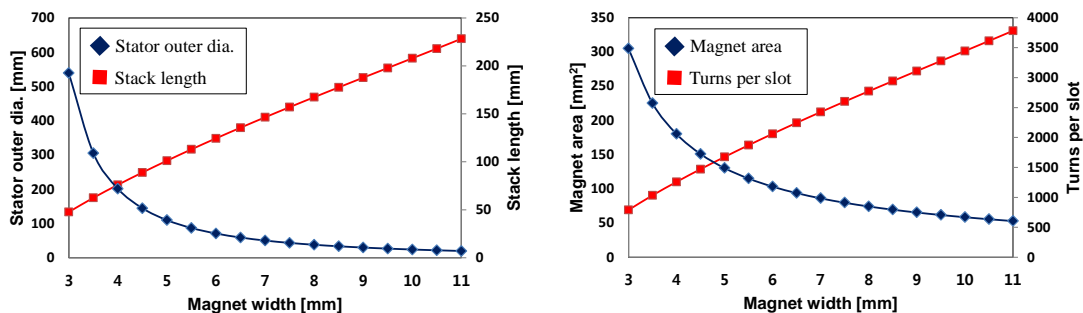 700
600
500
400
300
200
100
0
Stator outer dia. [mm]
Stator outer dia.
Stack length
250
200
150
100
50
0
Stack length [mm]
3 4 5 6 7 8 9 10 11
Magnet width [mm]
350
300
250
200
150
100
50
0
Magnet area [mm²]
Magnet area
Turns per slot
4000
3500
3000
2500
2000
1500
1000
500
0
Turns per slot
3 4 5 6 7 8 9 10 11
Magnet width [mm]